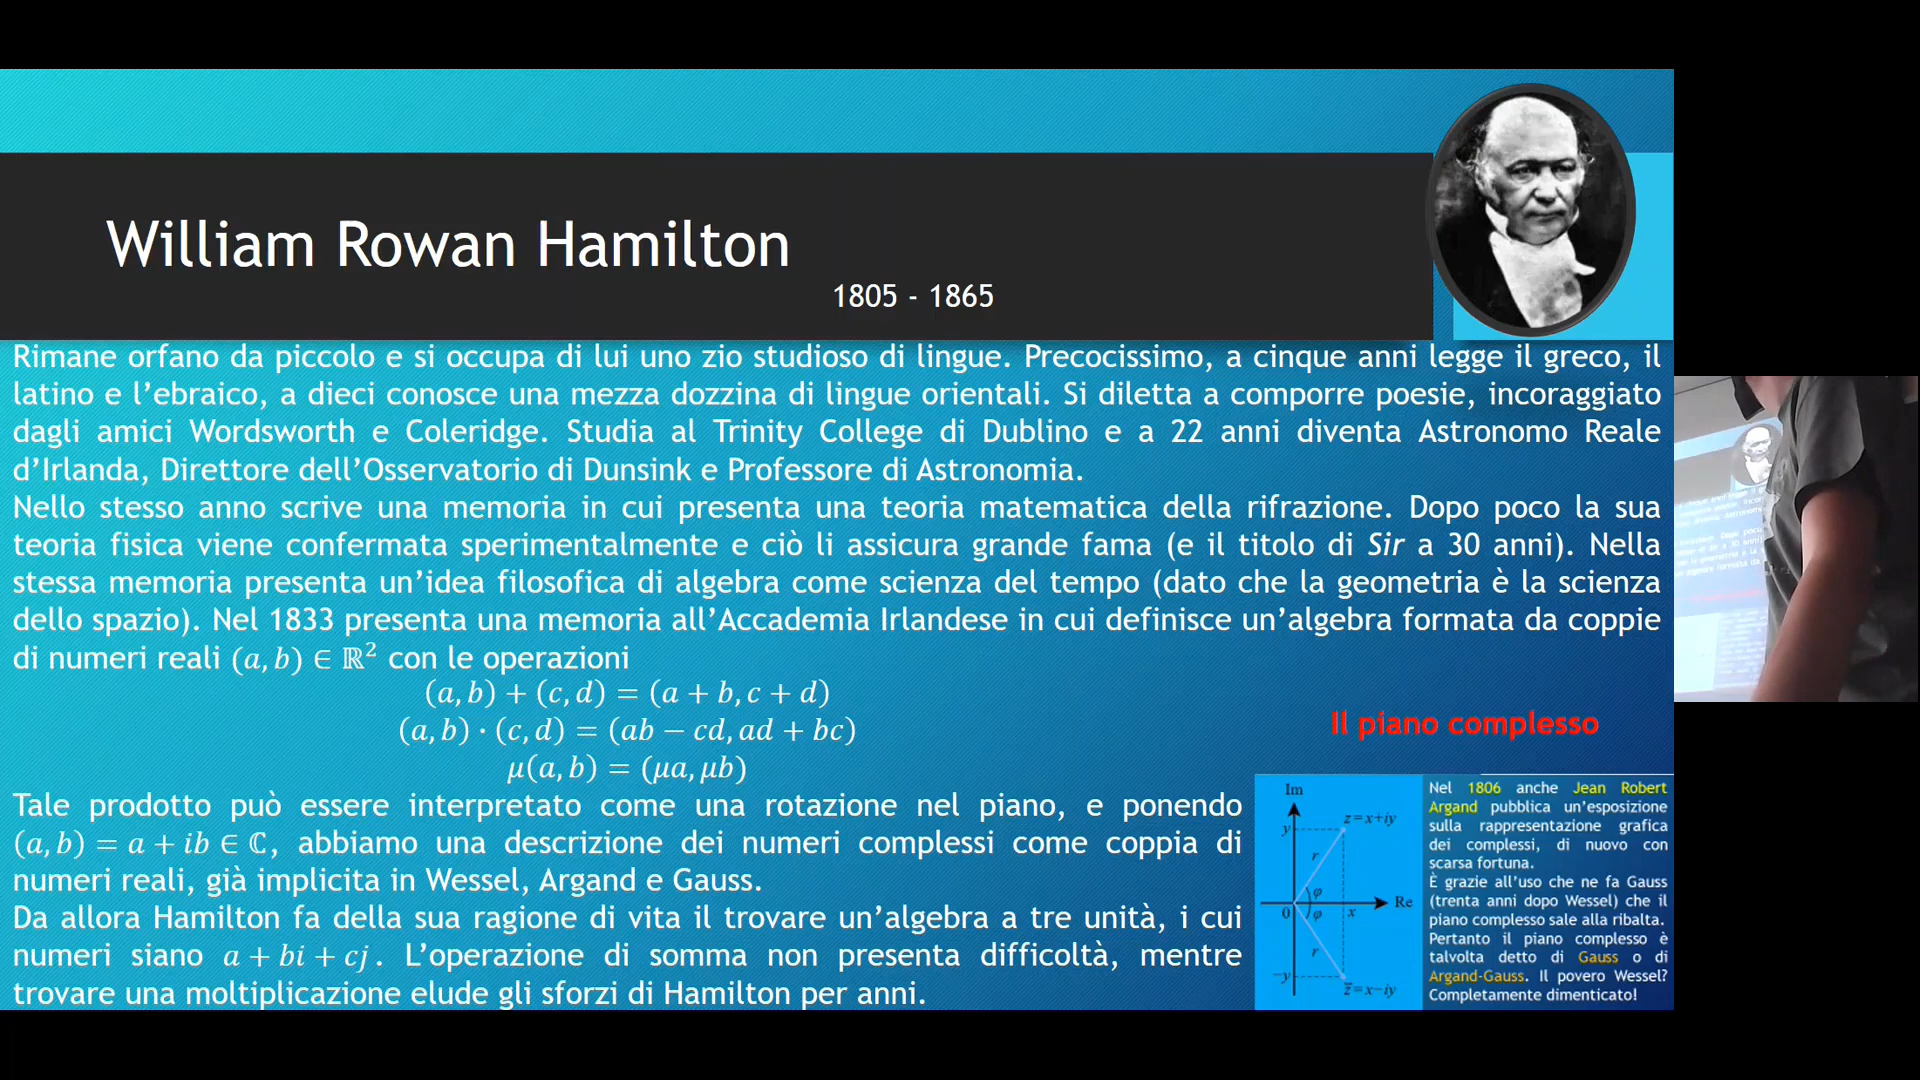 William Rowan Hamilton
1805 - 1865
Rimane orfano da piccolo e si occupa di lui uno zio studioso di lingue. Precocissimo, a cinque anni legge il greco, il
latino e l’ebraico, a dieci conosce una mezza dozzina di lingue orientali. Si diletta a comporre poesie, incoraggiato
dagli amici Wordsworth e Coleridge. Studia al Trinity College di Dublino e a 22 anni diventa Astronomo Reale
d’Irlanda, Direttore dell’Osservatorio di Dunsink e Professore di Astronomia.
Nello stesso anno scrive una memoria in cui presenta una teoria matematica della rifrazione. Dopo poco la sua
teoria fisica viene confermata sperimentalmente e ciò li assicura grande fama (e il titolo di Sir a 30 anni). Nella
stessa memoria presenta un’idea filosofica di algebra come scienza del tempo (dato che la geometria è la scienza
dello spazio). Nel 1833 presenta una memoria all’Accademia Irlandese in cui definisce un’algebra formata da coppie
di numeri reali (a, b) ∈ ℝ² con le operazioni
(a, b) + (c, d) = (a + b, c + d)
(a, b) · (c, d) = (ab − cd, ad + bc)
μ(a, b) = (μa, μb)
Tale prodotto può essere interpretato come una rotazione nel piano, e ponendo
(a, b) = a + ib ∈ ℂ, abbiamo una descrizione dei numeri complessi come coppia di
numeri reali, già implicita in Wessel, Argand e Gauss.
Da allora Hamilton fa della sua ragione di vita il trovare un’algebra a tre unità, i cui
numeri siano a + bi + cj. L’operazione di somma non presenta difficoltà, mentre
trovare una moltiplicazione elude gli sforzi di Hamilton per anni.
Il piano complesso
Im
y
z=x+iy
r
φ
0
φ
x
Re
r
−y
z̄=x−iy
Nel 1806 anche Jean Robert
Argand pubblica un’esposizione
sulla rappresentazione grafica
dei complessi, di nuovo con
scarsa fortuna.
È grazie all’uso che ne fa Gauss
(trenta anni dopo Wessel) che il
piano complesso sale alla ribalta.
Pertanto il piano complesso è
talvolta detto di Gauss o di
Argand-Gauss. Il povero Wessel?
Completamente dimenticato!